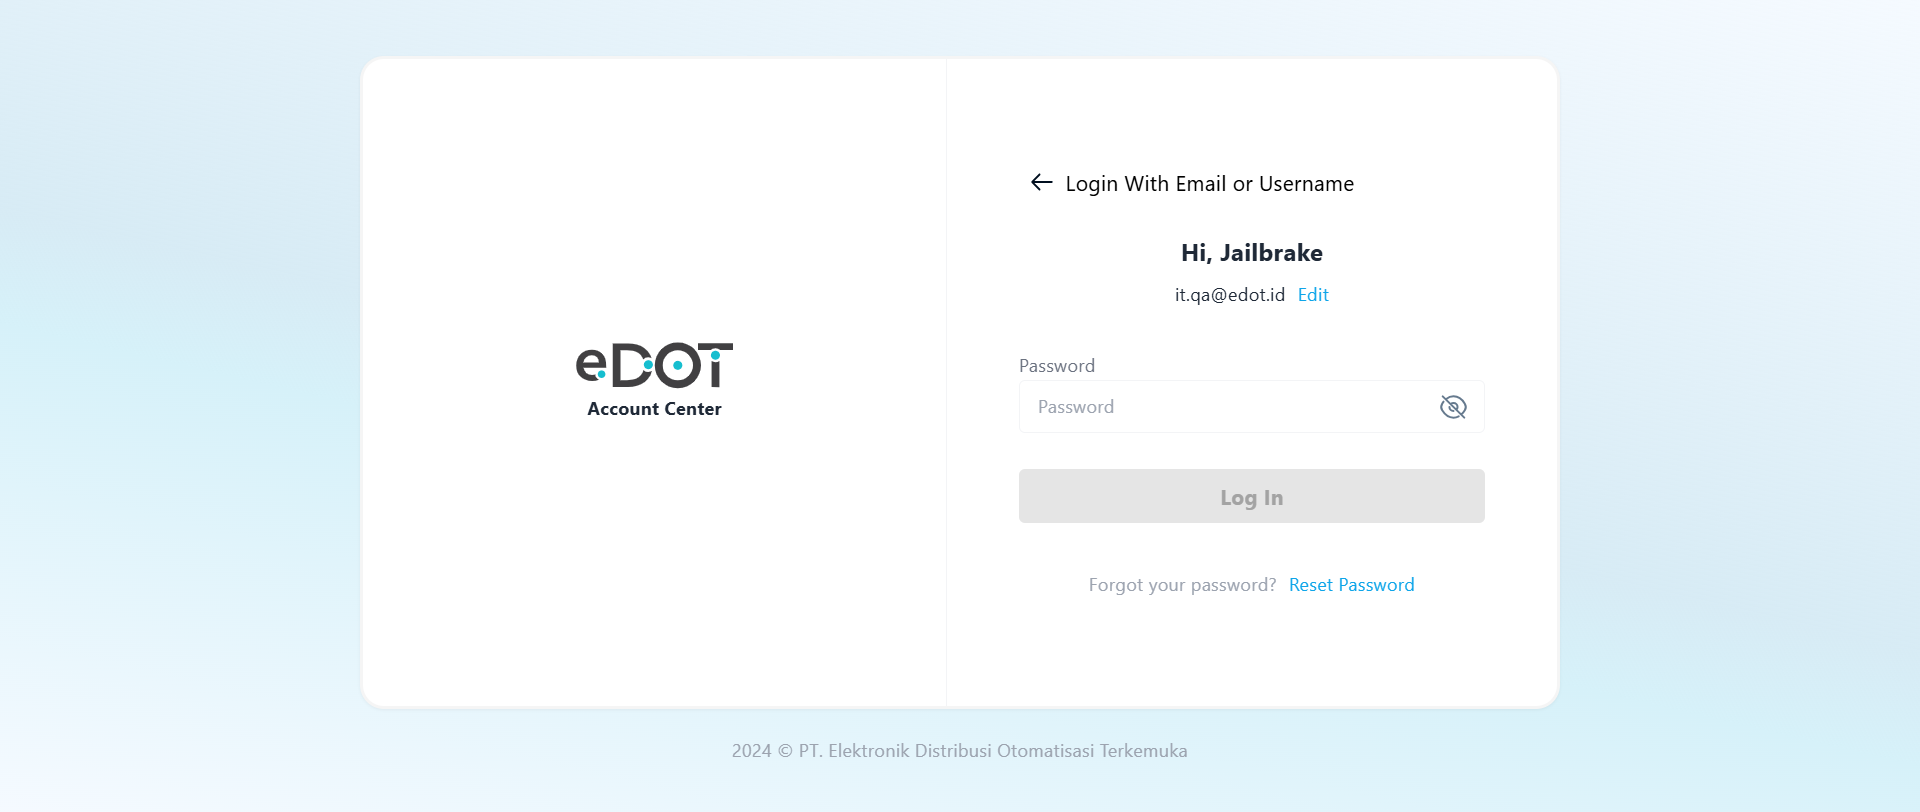 eDOT
Account Center
Login With Email or Username
Hi, Jailbrake
it.qa@edot.id Edit
Password
Password
Log In
Forgot your password? Reset Password
2024 © PT. Elektronik Distribusi Otomatisasi Terkemuka